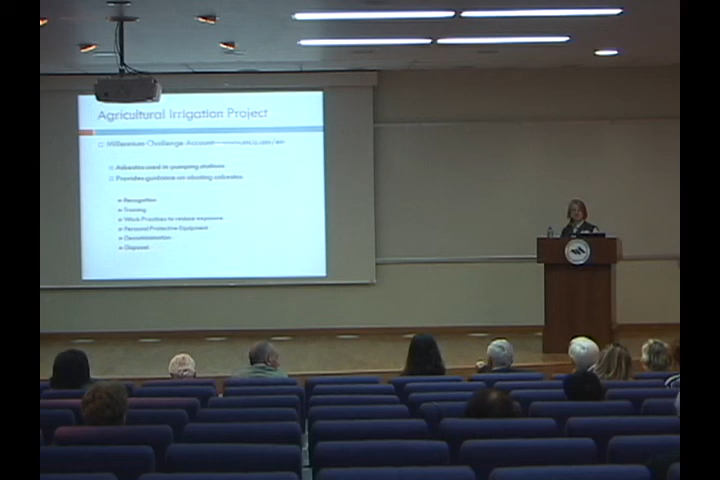 Agricultural Irrigation Project
Millennium Challenge Account
Asbestos used in pumping stations
Provides guidance on abating asbestos
Recognition
Training
Work Practices to reduce exposure
Personal Protective Equipment
Decontamination
Disposal